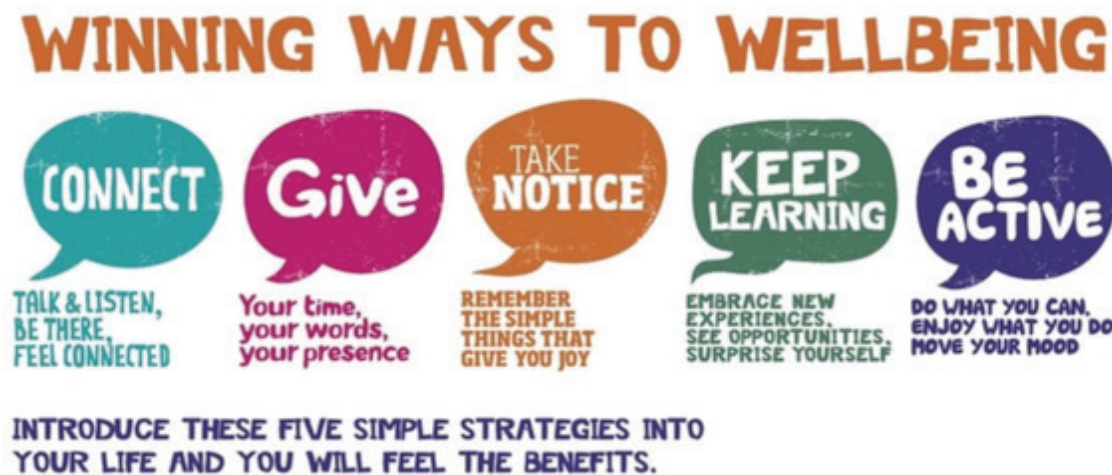 WINNING WAYS TO WELLBEING
CONNECT
TALK & LISTEN,
BE THERE,
FEEL CONNECTED
Give
Your time,
your words,
your presence
TAKE
NOTICE
REMEMBER
THE SIMPLE
THINGS THAT
GIVE YOU JOY
KEEP
LEARNING
EMBRACE NEW
EXPERIENCES,
SEE OPPORTUNITIES,
SURPRISE YOURSELF
BE
ACTIVE
DO WHAT YOU CAN,
ENJOY WHAT YOU DO
MOVE YOUR MOOD
INTRODUCE THESE FIVE SIMPLE STRATEGIES INTO
YOUR LIFE AND YOU WILL FEEL THE BENEFITS.